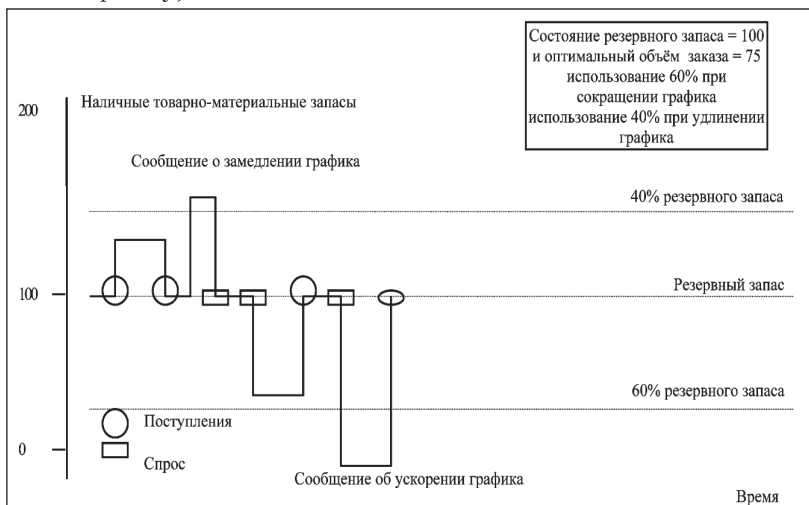 Состояние резервного запаса = 100
и оптимальный объём заказа = 75
использование 60% при
сокращении графика
использование 40% при удлинении
графика
Наличные товарно-материальные запасы
200
Сообщение о замедлении графика
40% резервного запаса
Резервный запас
100
60% резервного запаса
Поступления
0
Спрос
Сообщение об ускорении графика
Время